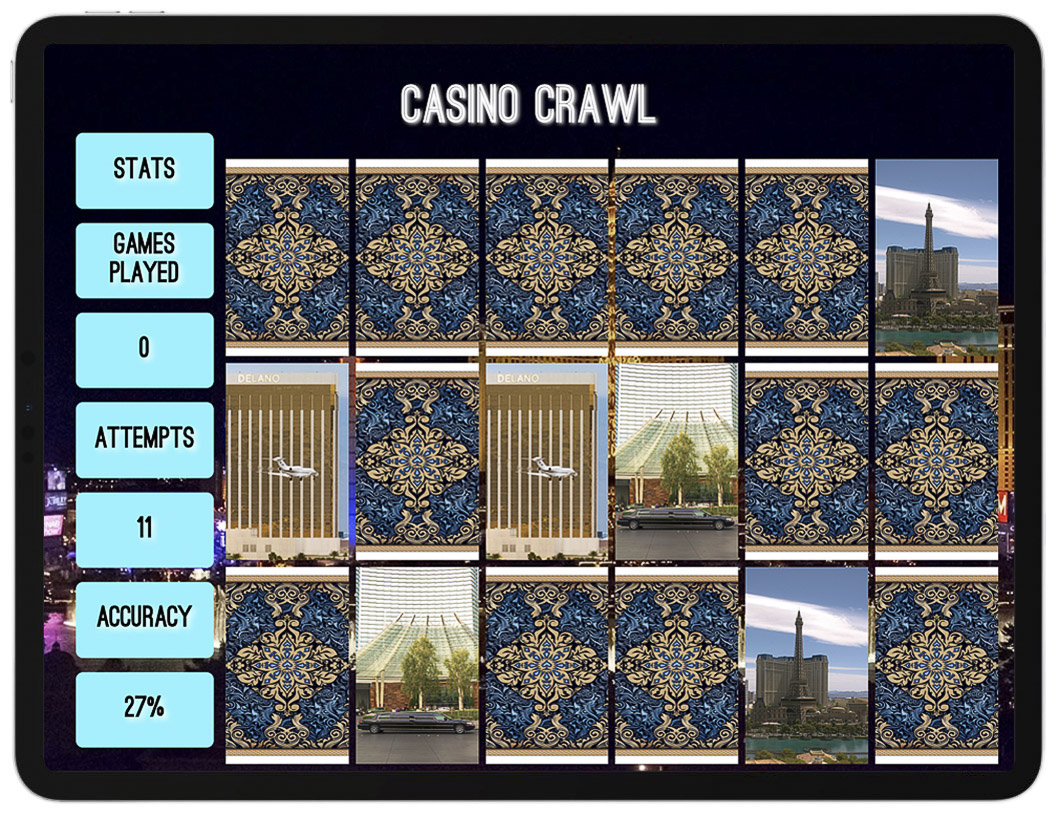 CASINO CRAWL
STATS
GAMES
PLAYED
0
ATTEMPTS
11
ACCURACY
27%
DELANO
DELANO